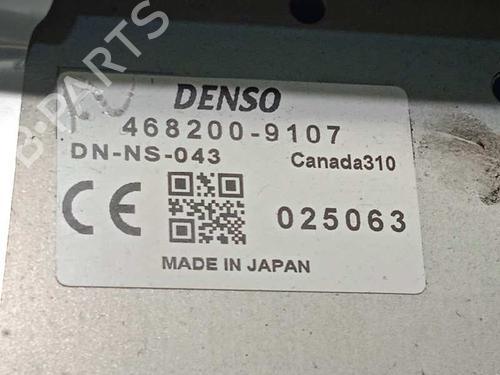 DENSO
468200-9107
DN-NS-043 Canada310
CE 025063
MADE IN JAPAN
B-PARTS